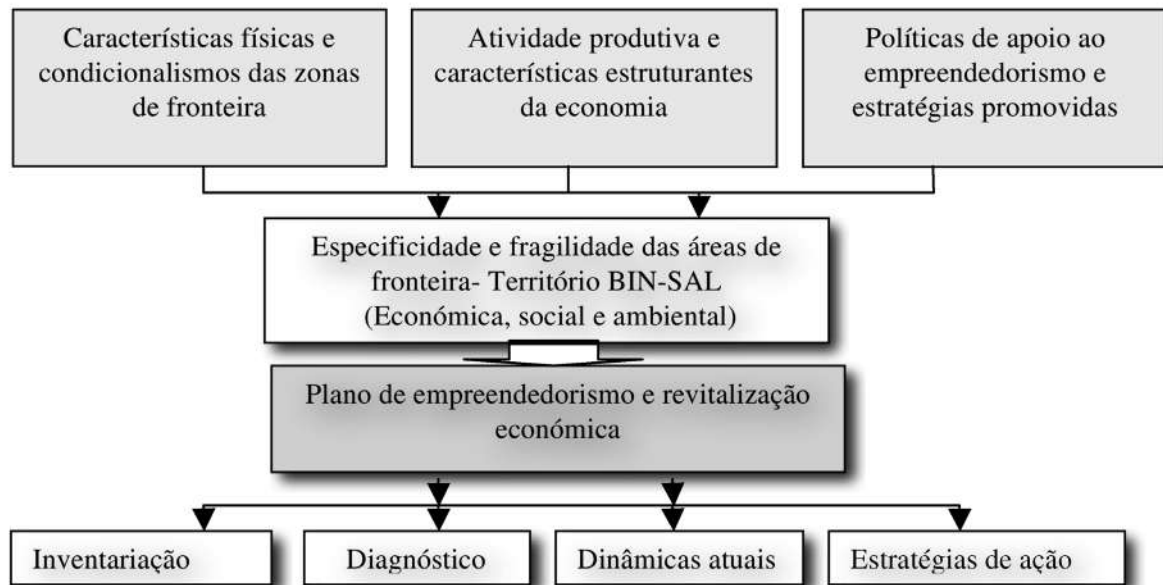 Características físicas e
condicionalismos das zonas
de fronteira
Atividade produtiva e
características estruturantes
da economia
Políticas de apoio ao
empreendedorismo e
estratégias promovidas
Especificidade e fragilidade das áreas de
fronteira- Território BIN-SAL
(Económica, social e ambiental)
Plano de empreendedorismo e revitalização
económica
Inventariação
Diagnóstico
Dinâmicas atuais
Estratégias de ação